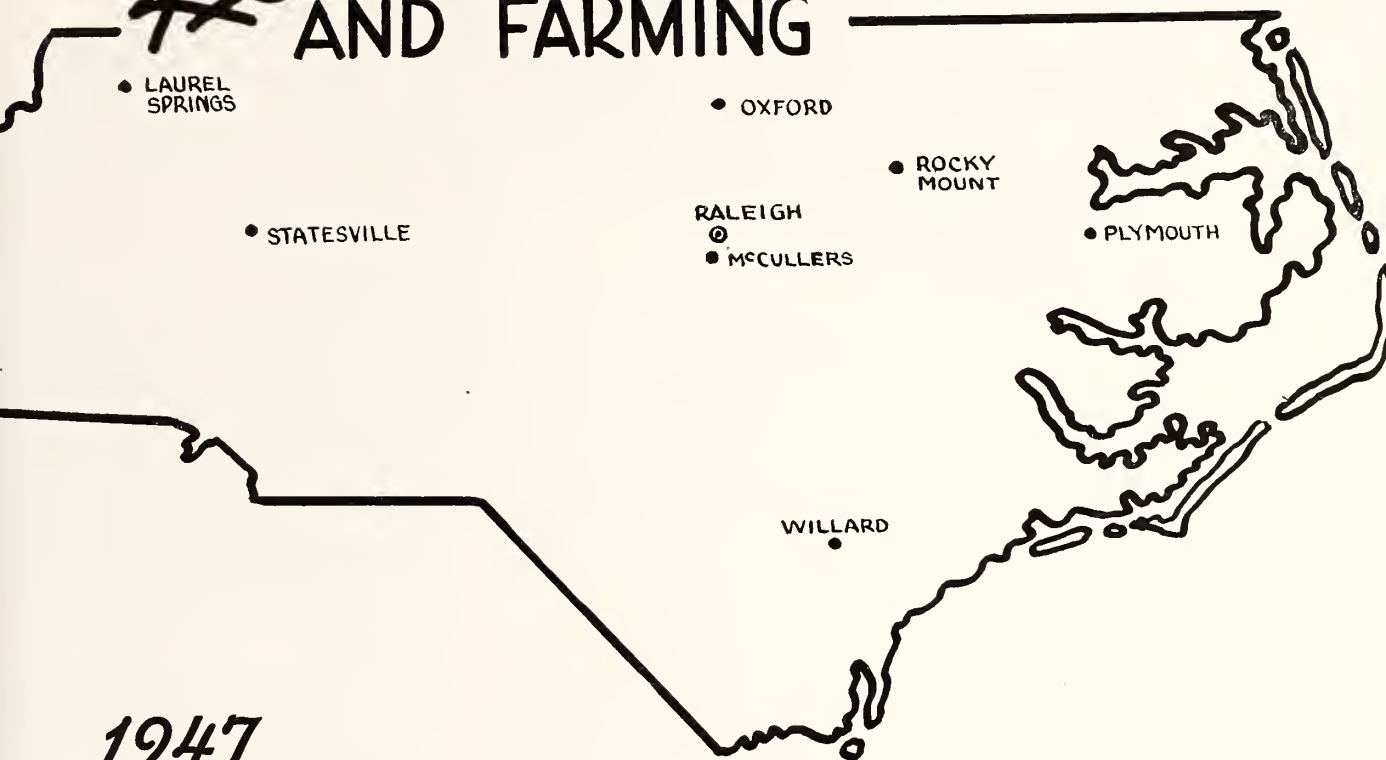 AND FARMING
LAUREL
SPRINGS
OXFORD
ROCKY
MOUNT
RALEIGH
STATESVILLE
PLYMOUTH
McCULLERS
WILLARD
1947